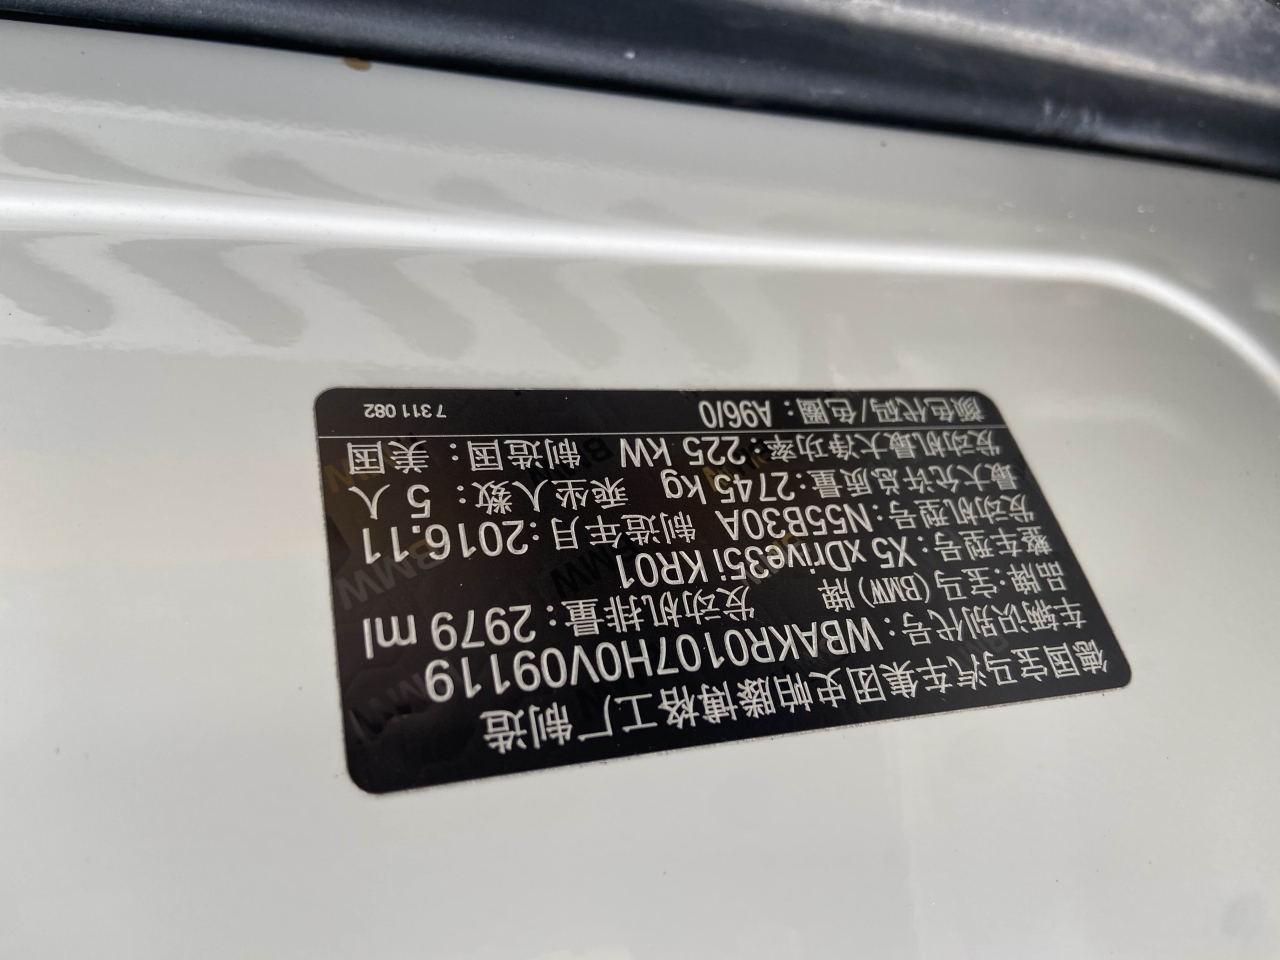 德国宝马汽车集团史帕滕博格工厂制造
车辆识别代号：WBAKR0107H0V09119
品牌：宝马(BMW)牌 发动机排量：2979 ml
整车型号：X5 xDrive35i KR01
发动机型号：N55B30A 制造年月：2016.11
最大允许总质量：2745 kg 乘坐人数：5 人
发动机最大净功率：225 kW 制造国：美国
颜色代码/色圈：A96/0 7 311 082